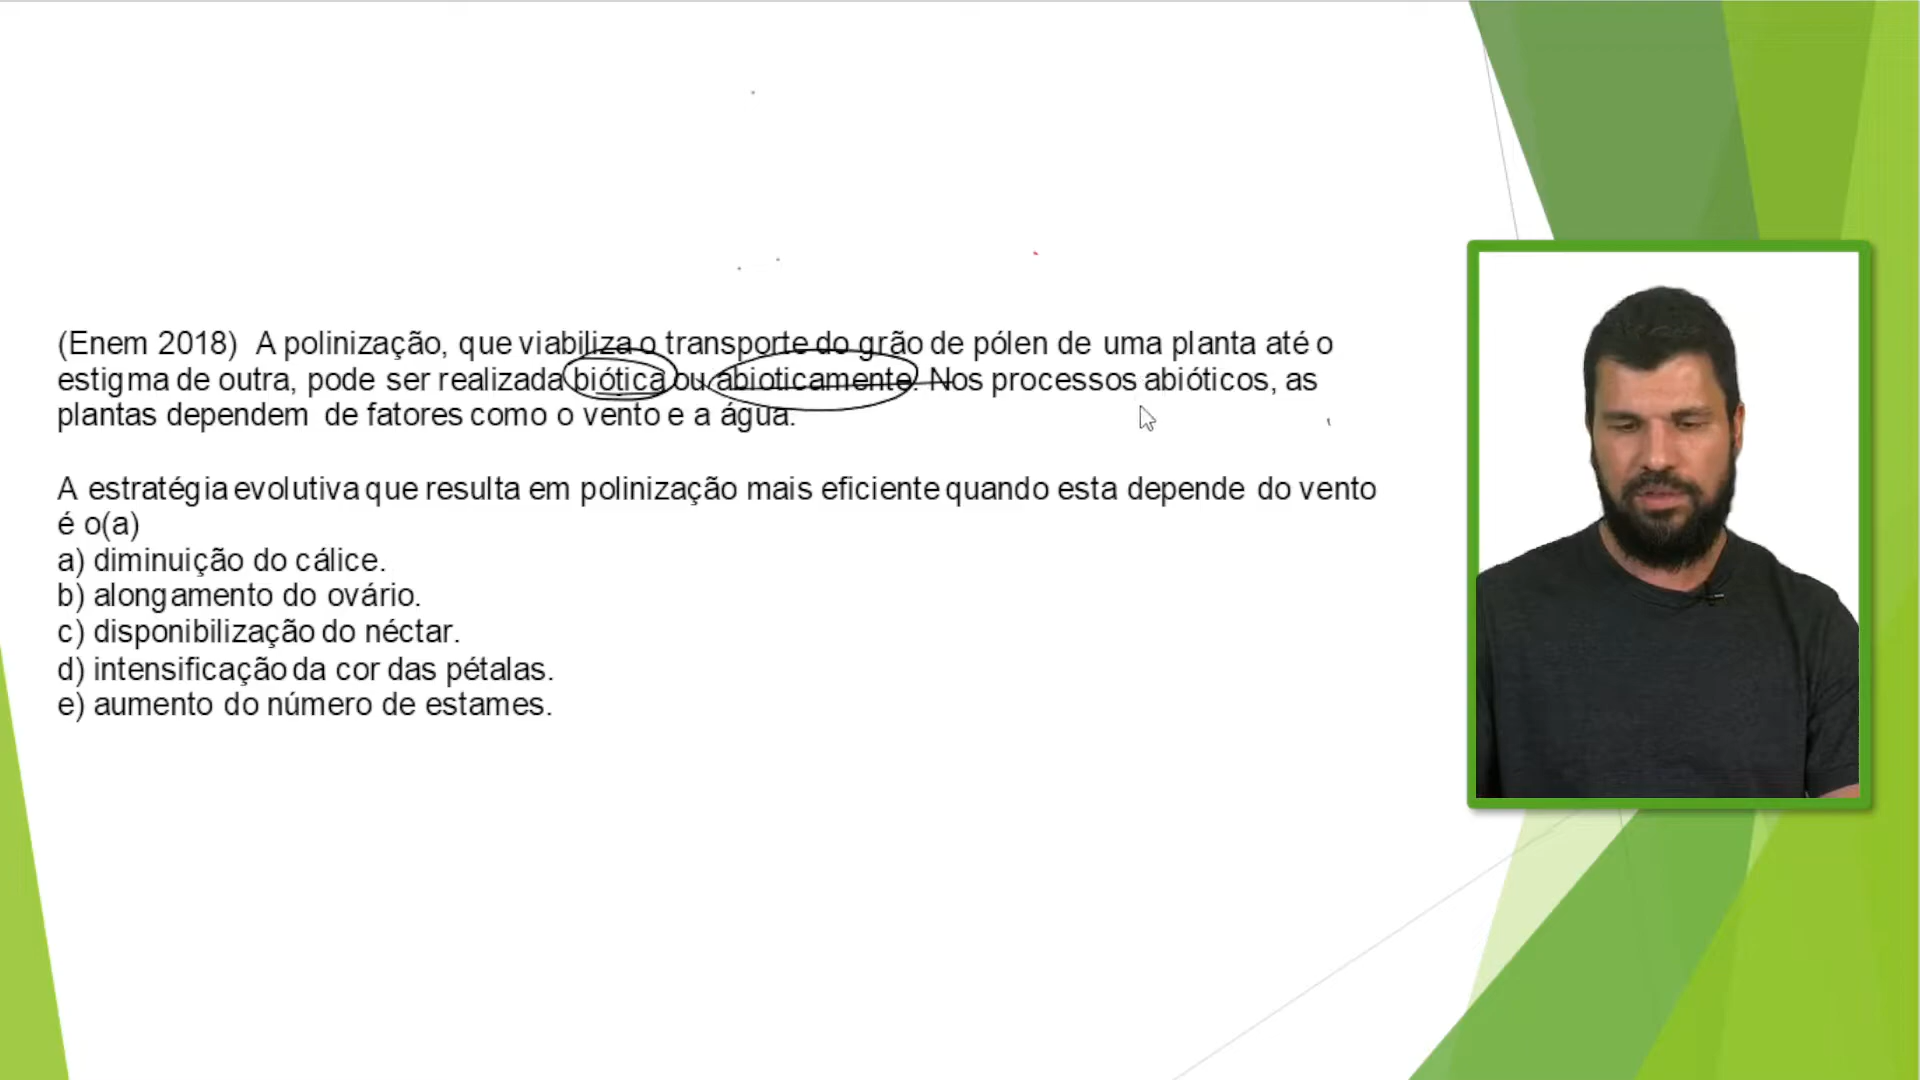 (Enem 2018) A polinização, que viabiliza o transporte do grão de pólen de uma planta até o
estigma de outra, pode ser realizada biótica ou abioticamente. Nos processos abióticos, as
plantas dependem de fatores como o vento e a água.
A estratégia evolutiva que resulta em polinização mais eficiente quando esta depende do vento
é o(a)
a) diminuição do cálice.
b) alongamento do ovário.
c) disponibilização do néctar.
d) intensificação da cor das pétalas.
e) aumento do número de estames.